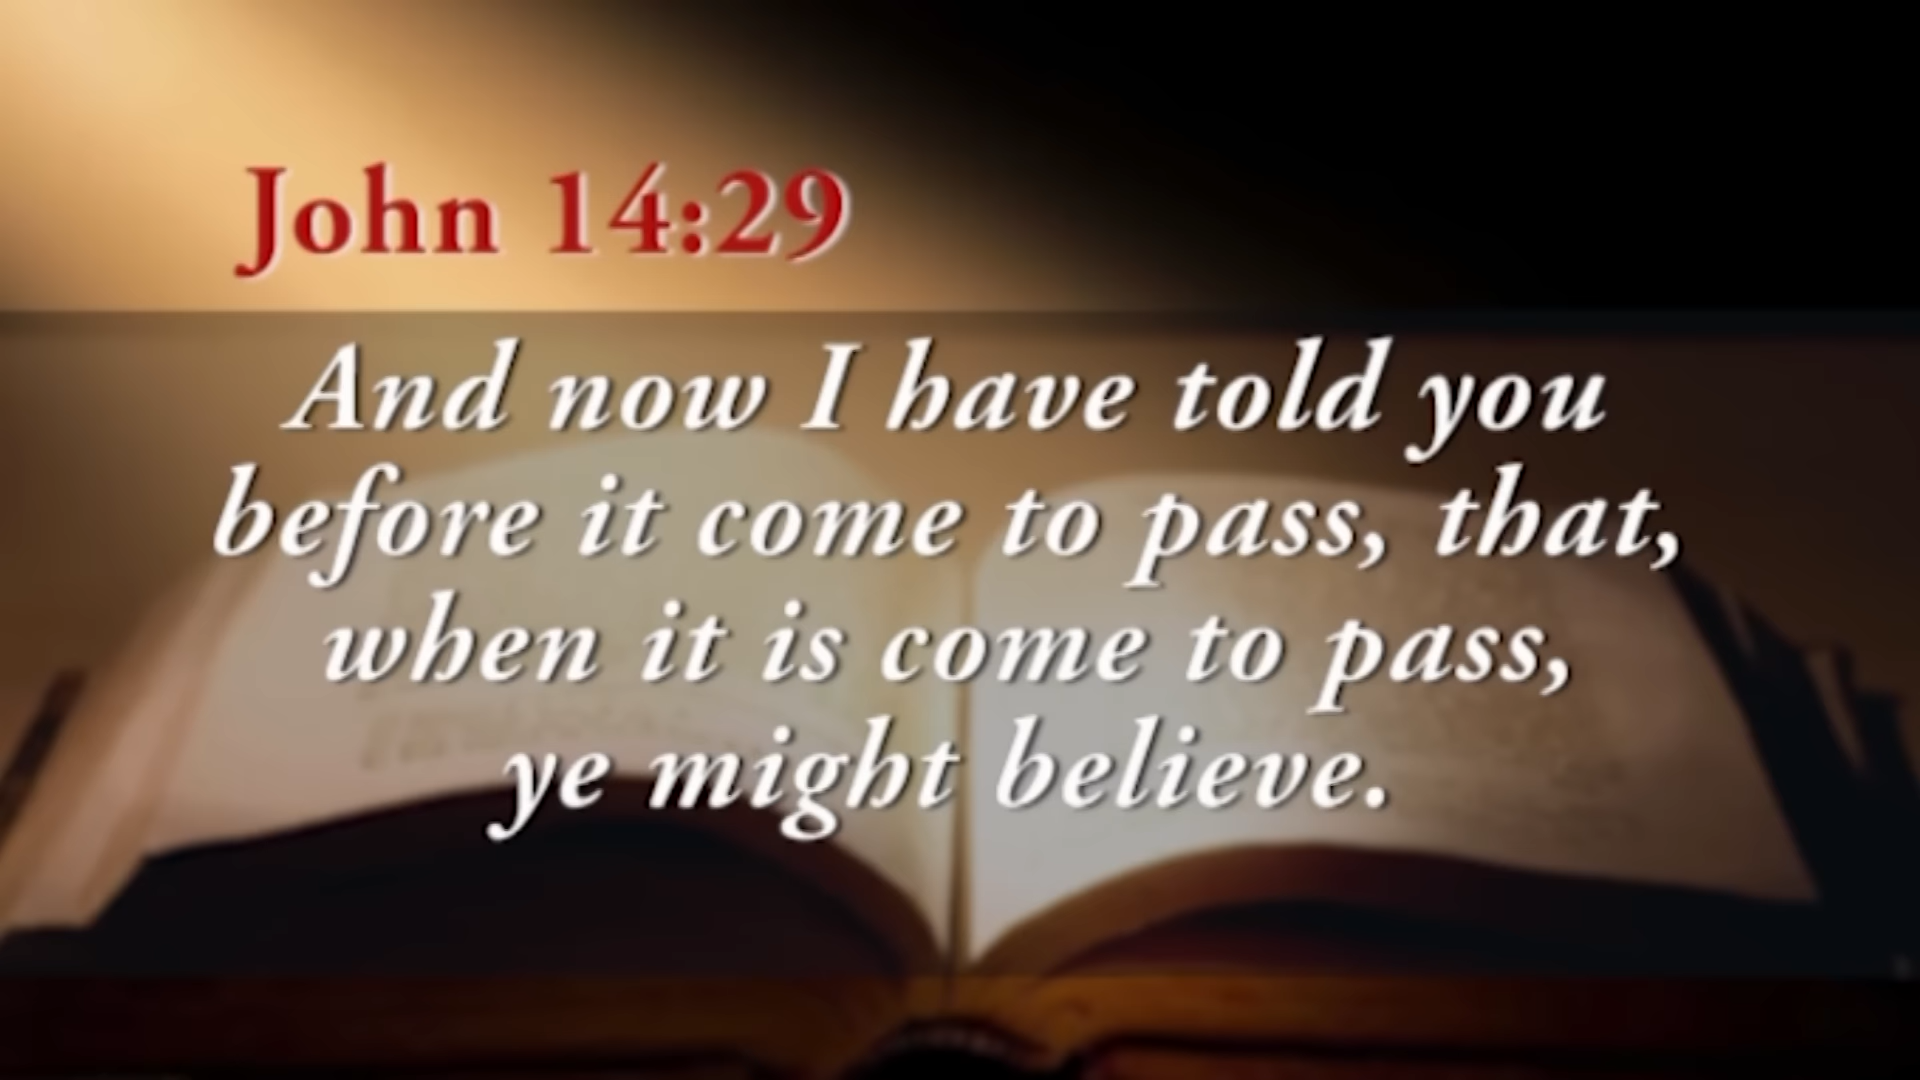 John 14:29
And now I have told you
before it come to pass, that,
when it is come to pass,
ye might believe.